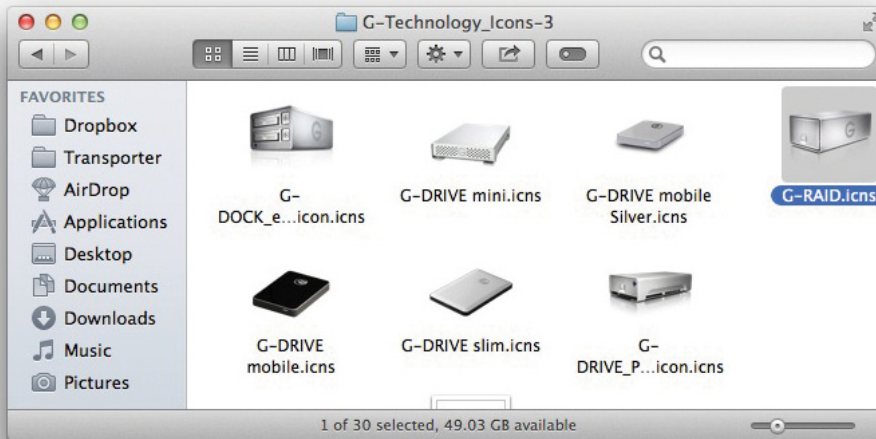 G-Technology_Icons-3
FAVORITES
Dropbox
Transporter
AirDrop
Applications
Desktop
Documents
Downloads
Music
Pictures
G-
DOCK_e...icon.icns
G-DRIVE mini.icns
G-DRIVE mobile
Silver.icns
G-RAID.icns
G-DRIVE
mobile.icns
G-DRIVE slim.icns
G-
DRIVE_P...icon.icns
1 of 30 selected, 49.03 GB available